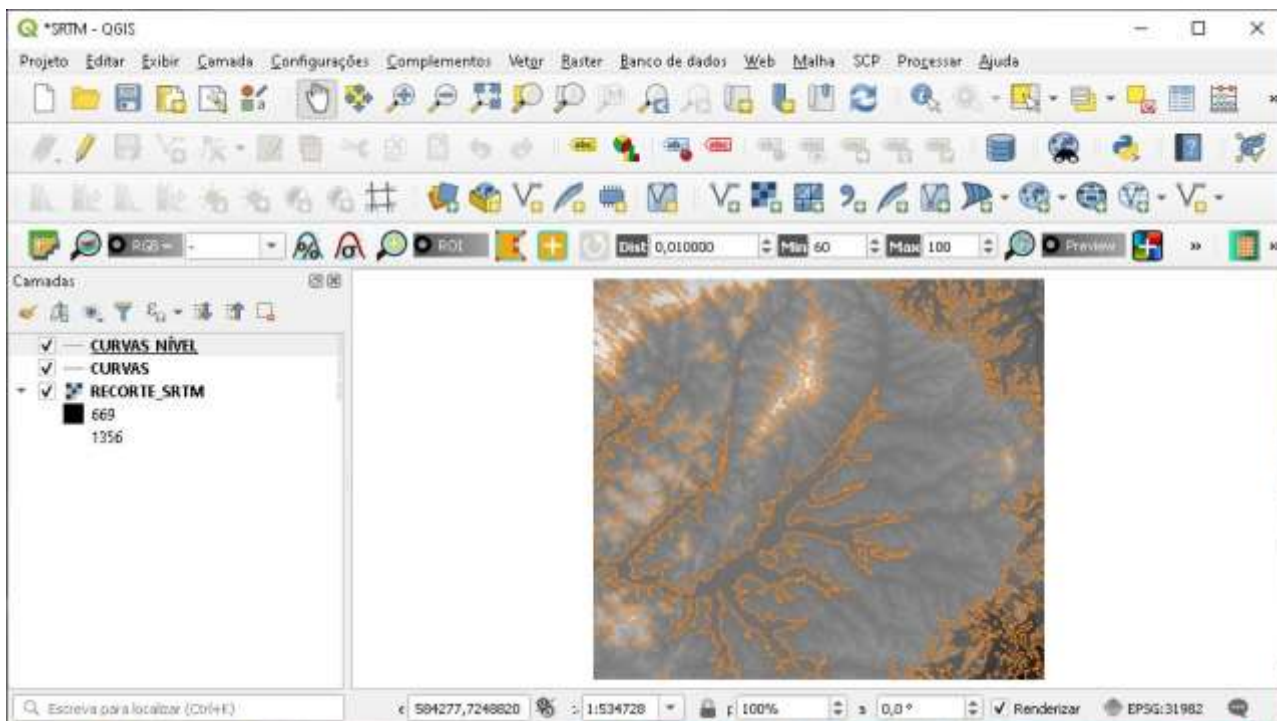 *SRTM - QGIS
Projeto Editar Exibir Camada Configurações Complementos Vetor Raster Banco de dados Web Malha SCP Processar Ajuda
RGB = -
ROI
Dist 0,010000
Min 60
Max 100
Preview
Camadas
CURVAS NÍVEL
CURVAS
RECORTE_SRTM
669
1356
Escreva para localizar (Ctrl+K)
584277,7248820
1:534728
100%
0,0 °
Renderizar
EPSG:31982